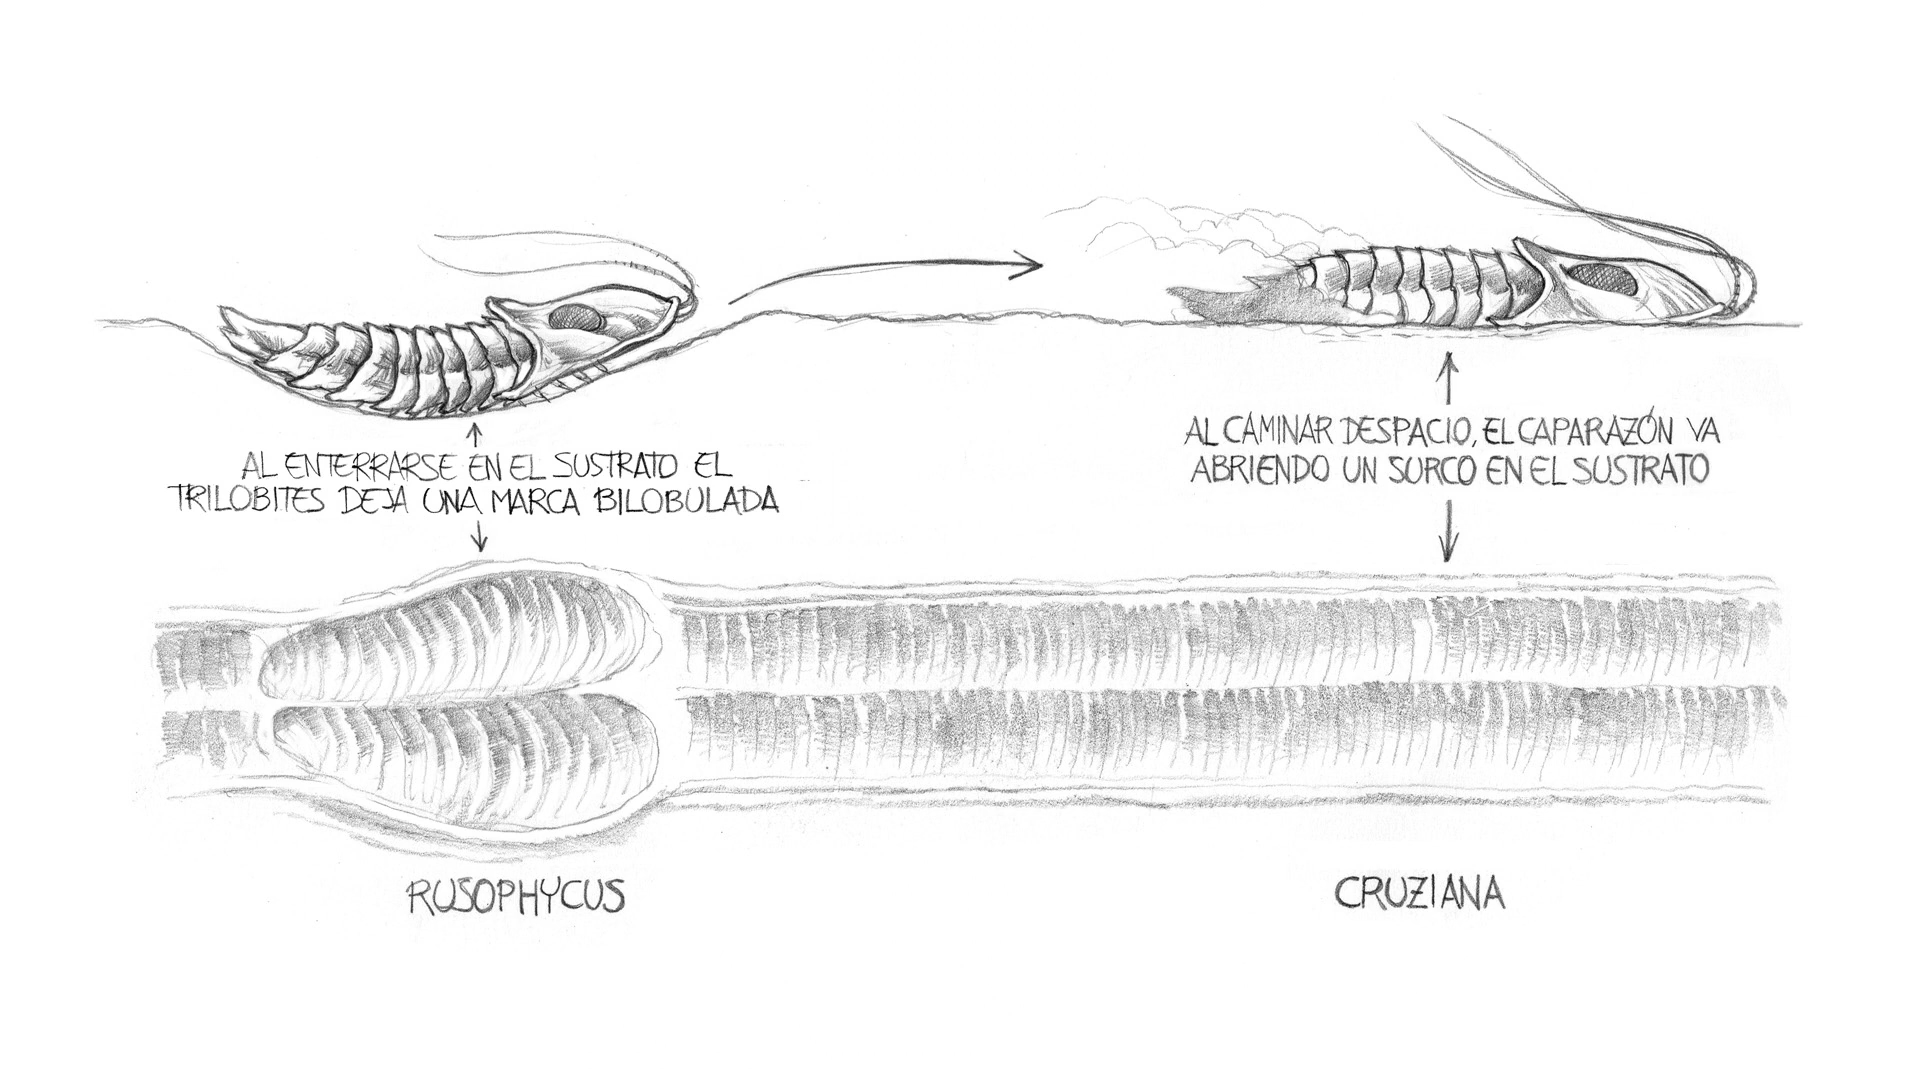 AL ENTERRARSE EN EL SUSTRATO EL
TRILOBITES DEJA UNA MARCA BILOBULADA
AL CAMINAR DESPACIO, EL CAPARAZÓN VA
ABRIENDO UN SURCO EN EL SUSTRATO
RUSOPHYCUS
CRUZIANA